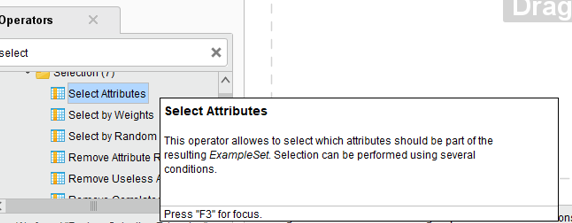 Drag
Operators ×
select
Selection (7)
Select Attributes
Select by Weights
Select by Random
Remove Attribute R
Remove Useless A
Remove Correlate
Select Attributes
This operator allowes to select which attributes should be part of the
resulting ExampleSet. Selection can be performed using several
conditions.
Press "F3" for focus.